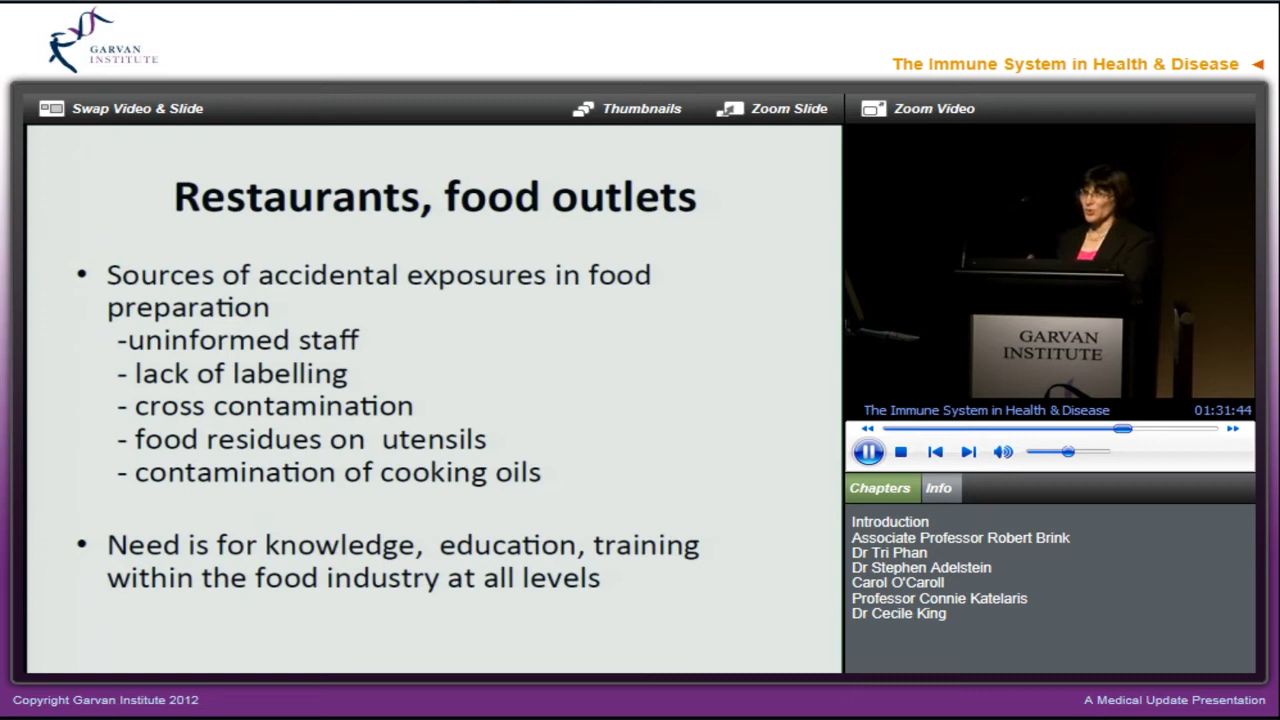 GARVAN
INSTITUTE
The Immune System in Health & Disease
Swap Video & Slide
Thumbnails
Zoom Slide
Zoom Video
Restaurants, food outlets
• Sources of accidental exposures in food
preparation
-uninformed staff
- lack of labelling
- cross contamination
- food residues on utensils
- contamination of cooking oils
• Need is for knowledge, education, training
within the food industry at all levels
GARVAN
INSTITUTE
The Immune System in Health & Disease
01:31:44
Chapters
Info
Introduction
Associate Professor Robert Brink
Dr Tri Phan
Dr Stephen Adelstein
Carol O'Caroll
Professor Connie Katelaris
Dr Cecile King
Copyright Garvan Institute 2012
A Medical Update Presentation